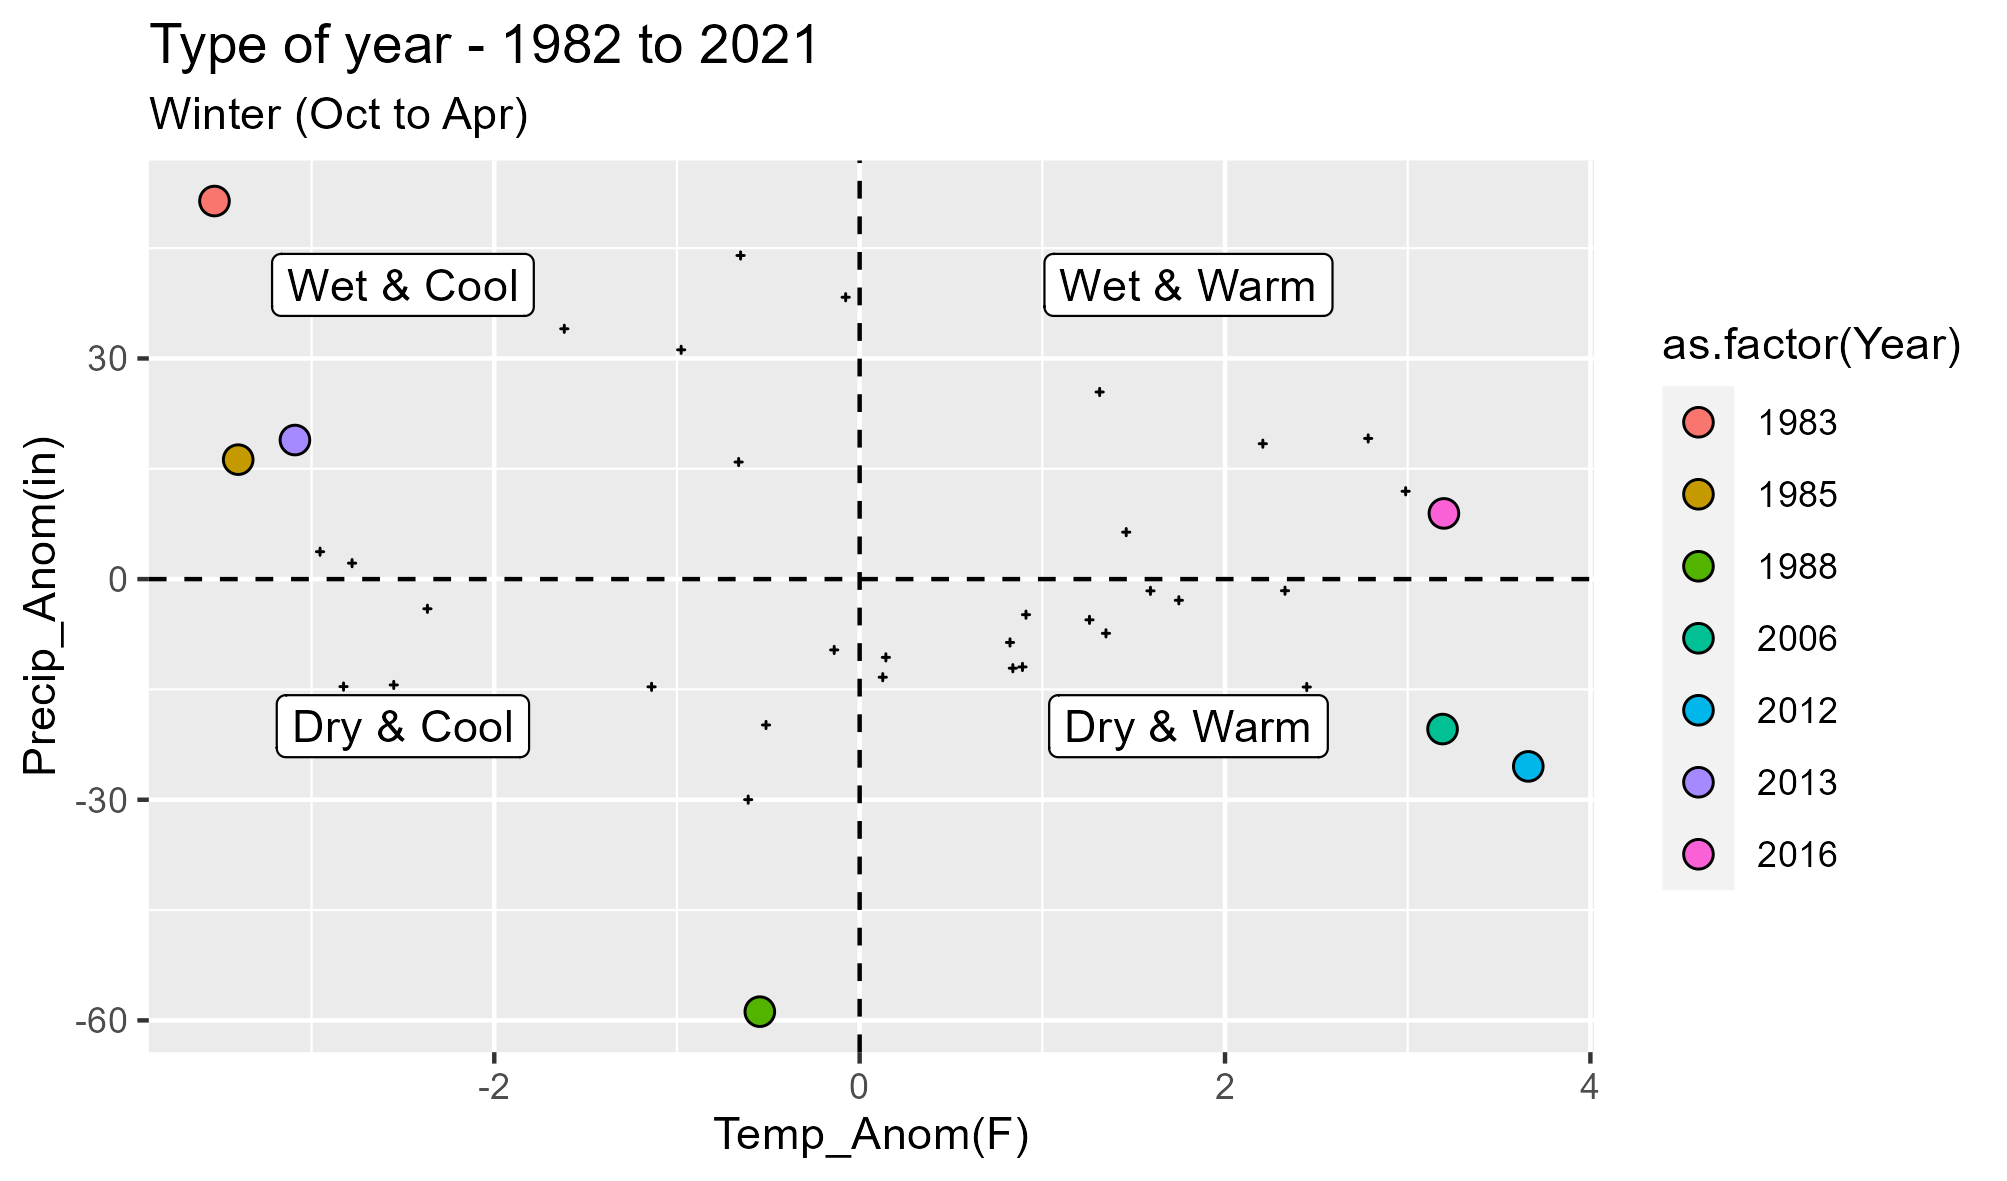 Type of year - 1982 to 2021
Winter (Oct to Apr)
Wet & Cool
Wet & Warm
Dry & Cool
Dry & Warm
30
0
-30
-60
Precip_Anom(in)
-2
0
2
4
Temp_Anom(F)
as.factor(Year)
1983
1985
1988
2006
2012
2013
2016